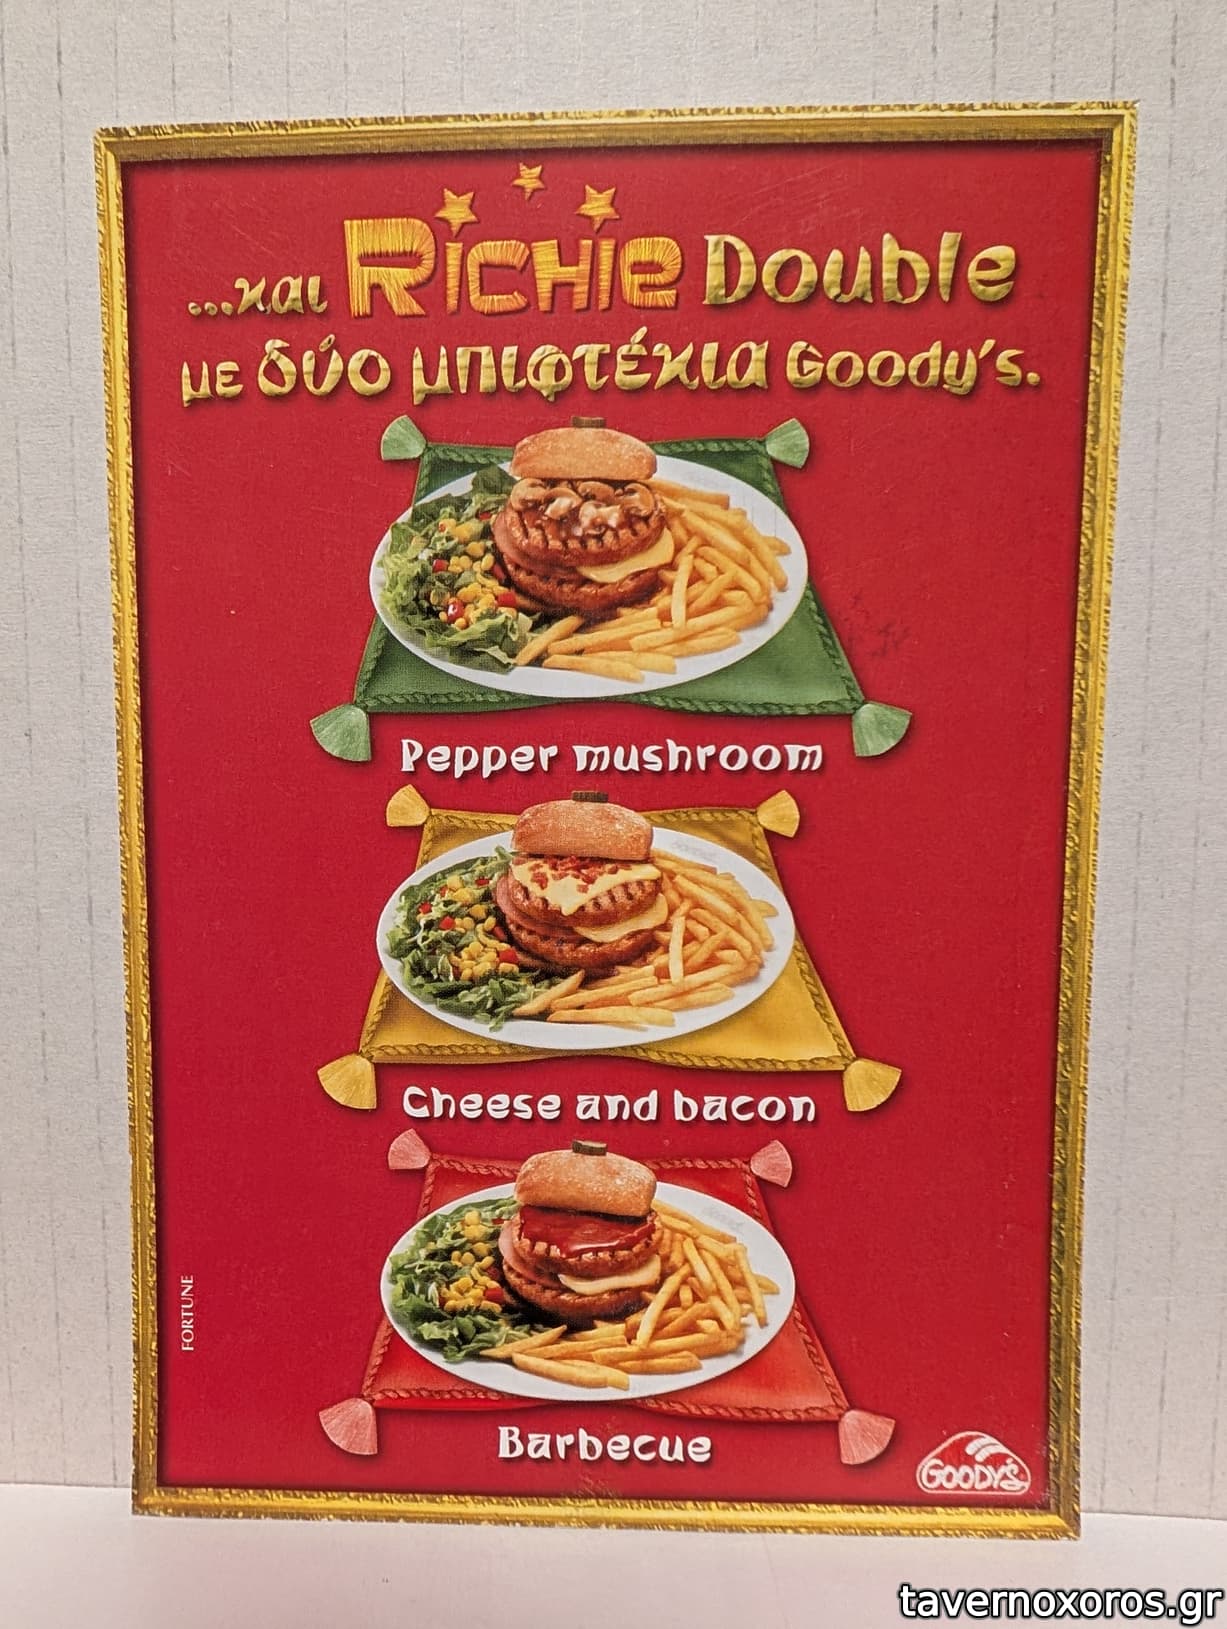 ...και RICHIE Double
με δύο μπιφτέκια Goody's.
Pepper mushroom
Cheese and bacon
Barbecue
FORTUNE
GOODY'S
tavernoxoros.gr